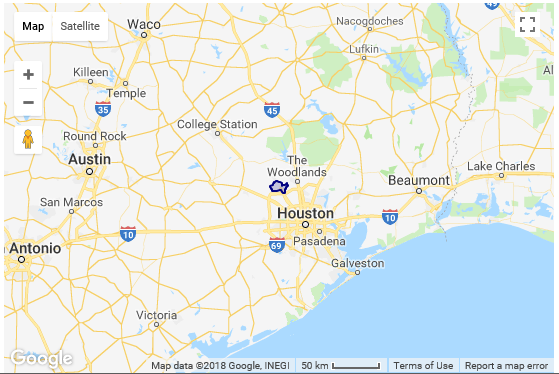 Map
Satellite
Waco
Nacogdoches
45
Lufkin
Killeen
Temple
35
45
College Station
Round Rock
Austin
The
Woodlands
Lake Charles
Beaumont
San Marcos
Houston
10
10
Pasadena
69
Antonio
Galveston
Victoria
Google
Map data ©2018 Google, INEGI
50 km
Terms of Use
Report a map error